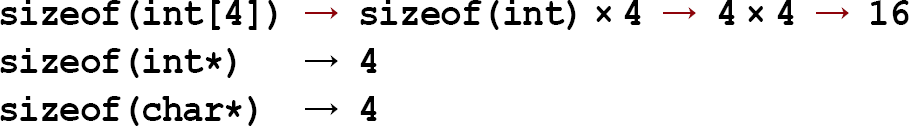 sizeof(int[4]) → sizeof(int) × 4 → 4 × 4 → 16
sizeof(int*) → 4
sizeof(char*) → 4